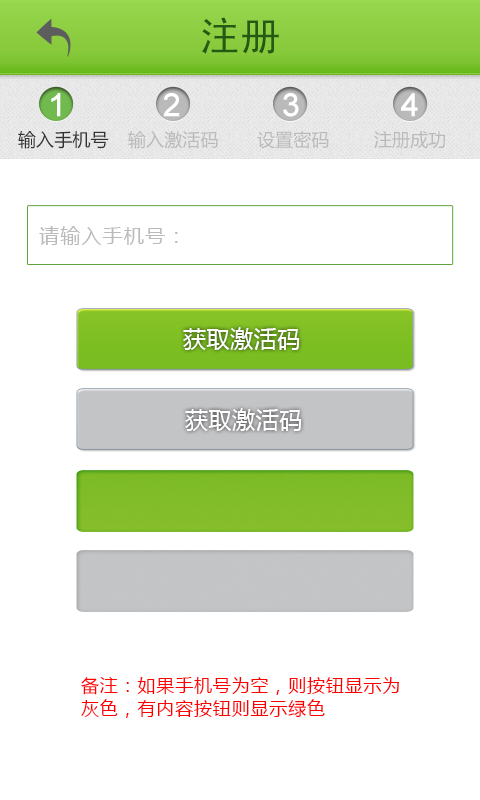 注册
1 2 3 4
输入手机号 输入激活码 设置密码 注册成功
请输入手机号：
获取激活码
获取激活码
备注：如果手机号为空，则按钮显示为
灰色，有内容按钮则显示绿色